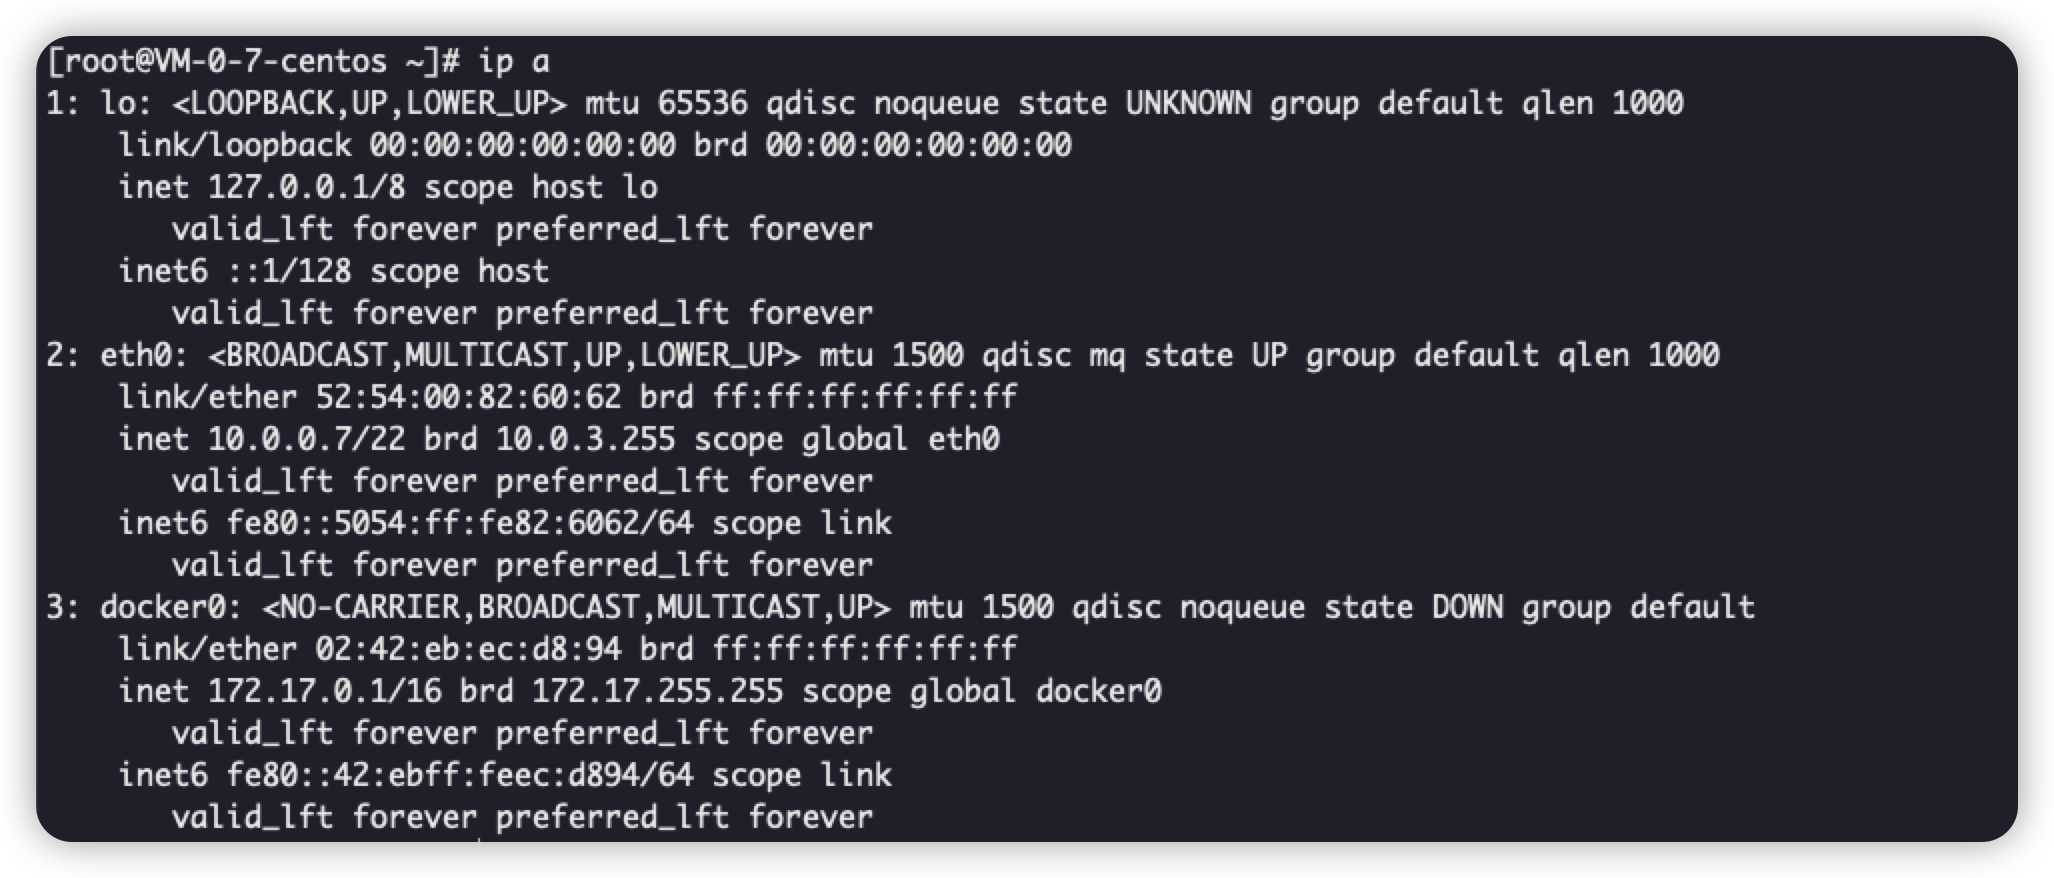 [root@VM-0-7-centos ~]# ip a
1: lo: <LOOPBACK,UP,LOWER_UP> mtu 65536 qdisc noqueue state UNKNOWN group default qlen 1000
    link/loopback 00:00:00:00:00:00 brd 00:00:00:00:00:00
    inet 127.0.0.1/8 scope host lo
       valid_lft forever preferred_lft forever
    inet6 ::1/128 scope host
       valid_lft forever preferred_lft forever
2: eth0: <BROADCAST,MULTICAST,UP,LOWER_UP> mtu 1500 qdisc mq state UP group default qlen 1000
    link/ether 52:54:00:82:60:62 brd ff:ff:ff:ff:ff:ff
    inet 10.0.0.7/22 brd 10.0.3.255 scope global eth0
       valid_lft forever preferred_lft forever
    inet6 fe80::5054:ff:fe82:6062/64 scope link
       valid_lft forever preferred_lft forever
3: docker0: <NO-CARRIER,BROADCAST,MULTICAST,UP> mtu 1500 qdisc noqueue state DOWN group default
    link/ether 02:42:eb:ec:d8:94 brd ff:ff:ff:ff:ff:ff
    inet 172.17.0.1/16 brd 172.17.255.255 scope global docker0
       valid_lft forever preferred_lft forever
    inet6 fe80::42:ebff:feec:d894/64 scope link
       valid_lft forever preferred_lft forever